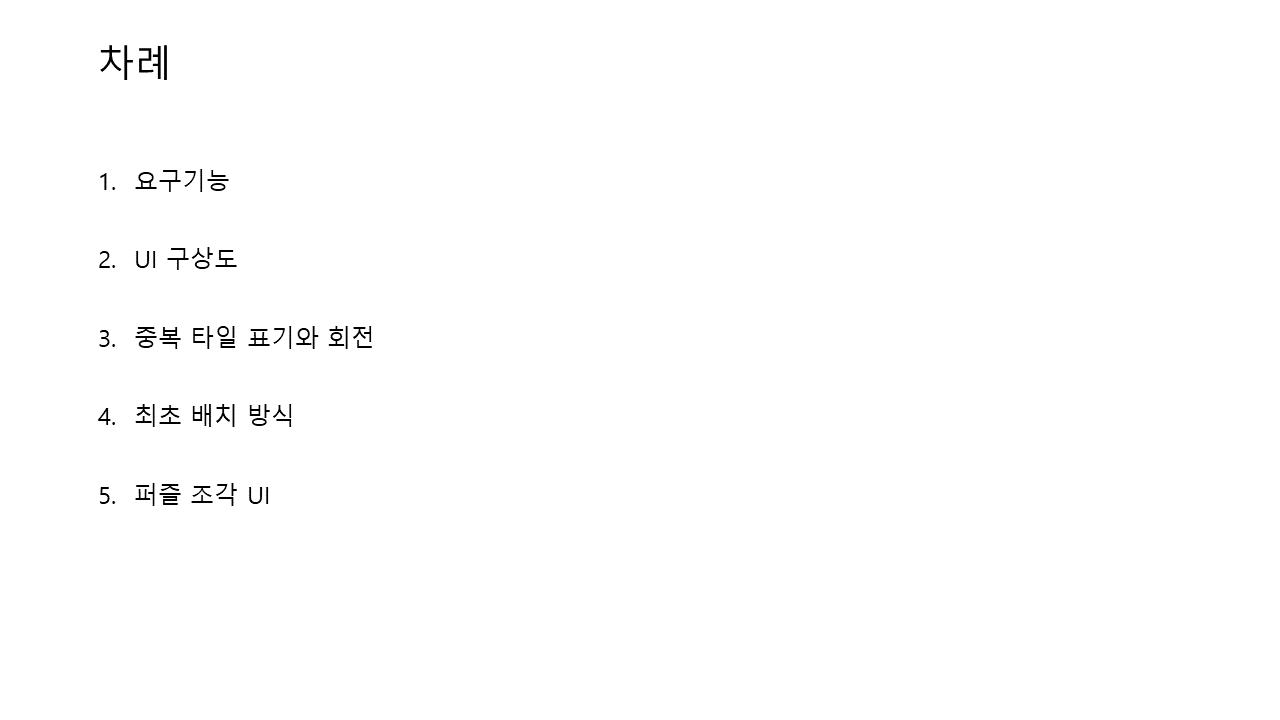 차례
1. 요구기능
2. UI 구상도
3. 중복 타일 표기와 회전
4. 최초 배치 방식
5. 퍼즐 조각 UI